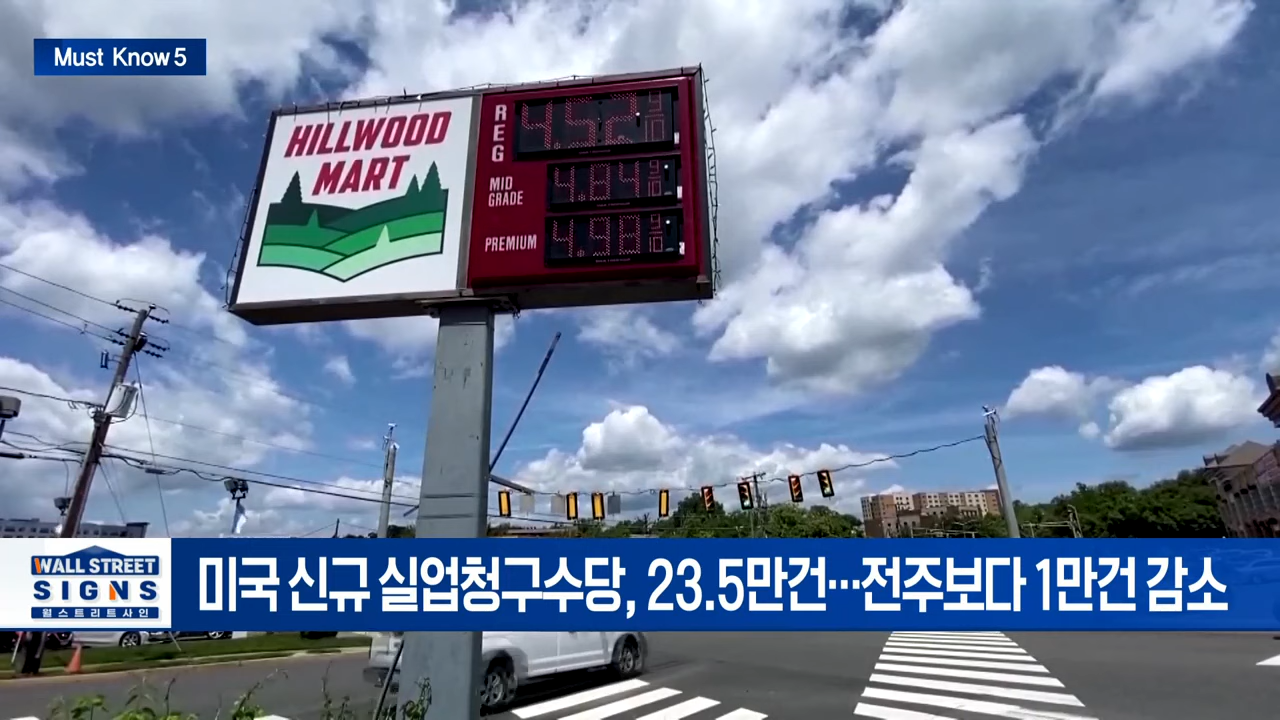 Must Know 5
HILLWOOD
MART
REG
4.52 9/10
MID
GRADE
4.84 9/10
PREMIUM
4.98 9/10
WALL STREET
SIGNS
월스트리트사인
미국 신규 실업청구수당, 23.5만건…전주보다 1만건 감소